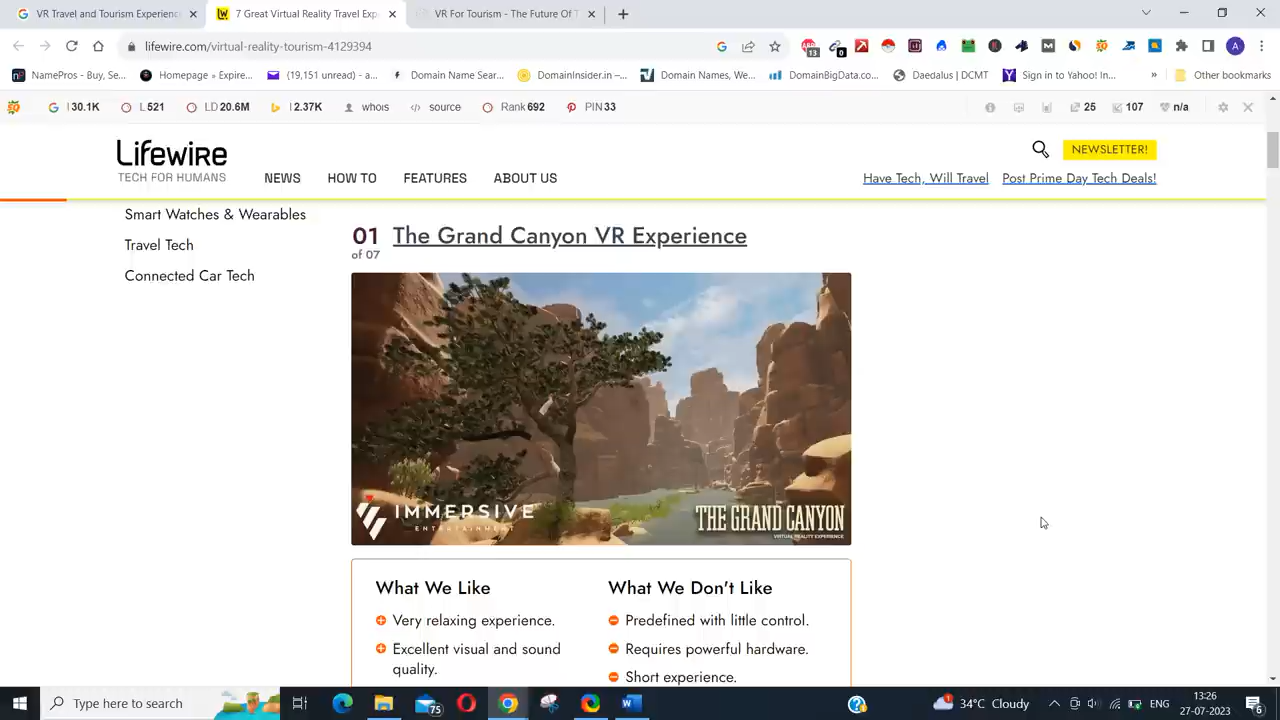 VR Travel and Tourism Experienc
7 Great Virtual Reality Travel Exp
VR For Tourism - The Future Of T
lifewire.com/virtual-reality-tourism-4129394
13
0
A
NamePros - Buy, Se...
Homepage » Expire...
(19,151 unread) - a...
Domain Name Sear...
DomainInsider.in –...
Domain Names, We...
DomainBigData.co...
Daedalus | DCMT
Sign in to Yahoo! In...
»
Other bookmarks
I 30.1K
L 521
LD 20.6M
I 2.37K
whois
source
Rank 692
PIN 33
25
107
n/a
Lifewire
TECH FOR HUMANS
NEWS
HOW TO
FEATURES
ABOUT US
NEWSLETTER!
Have Tech, Will Travel
Post Prime Day Tech Deals!
Smart Watches & Wearables
Travel Tech
Connected Car Tech
01
of 07
The Grand Canyon VR Experience
IMMERSIVE
ENTERTAINMENT
THE GRAND CANYON
VIRTUAL REALITY EXPERIENCE
What We Like
Very relaxing experience.
Excellent visual and sound
quality.
What We Don't Like
Predefined with little control.
Requires powerful hardware.
Short experience.
Type here to search
75
34°C Cloudy
ENG
13:26
27-07-2023
6